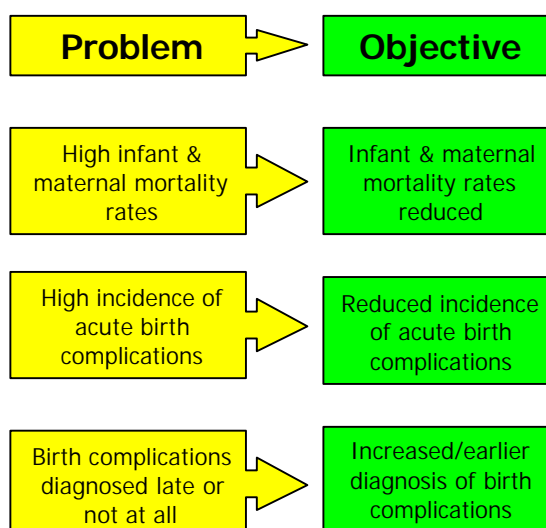 Problem
Objective
High infant &
maternal mortality
rates
Infant & maternal
mortality rates
reduced
High incidence of
acute birth
complications
Reduced incidence
of acute birth
complications
Birth complications
diagnosed late or
not at all
Increased/earlier
diagnosis of birth
complications